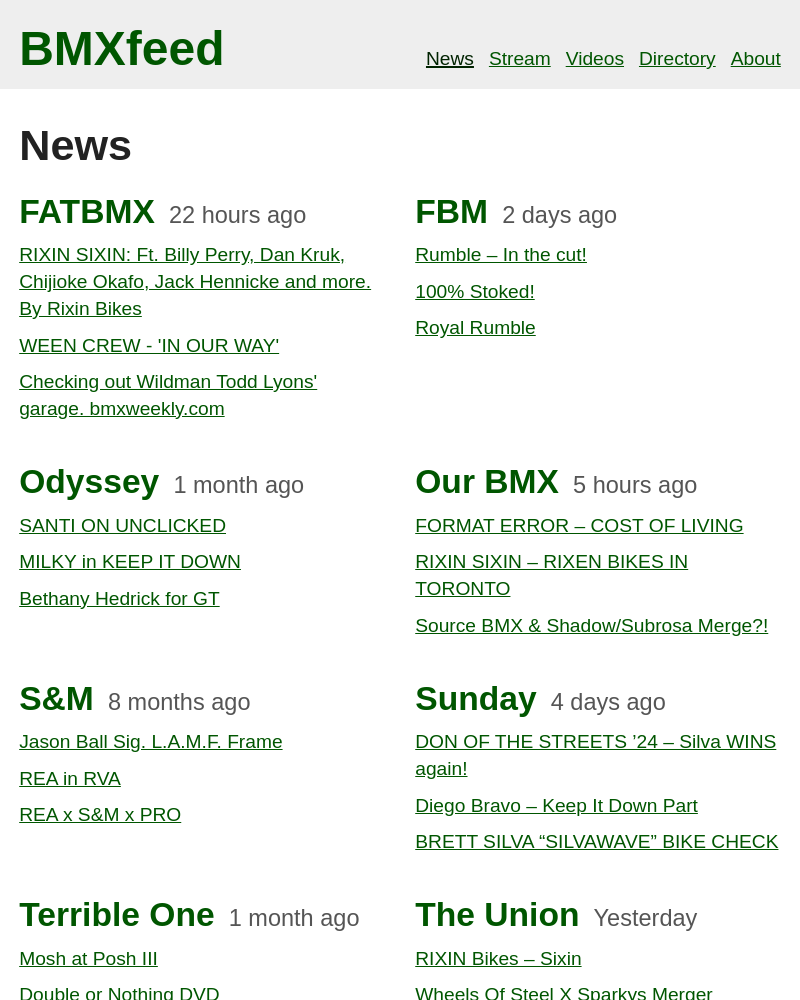 BMXfeed
News Stream Videos Directory About
News
FATBMX 22 hours ago
RIXIN SIXIN: Ft. Billy Perry, Dan Kruk,
Chijioke Okafo, Jack Hennicke and more.
By Rixin Bikes
WEEN CREW - 'IN OUR WAY'
Checking out Wildman Todd Lyons'
garage. bmxweekly.com
FBM 2 days ago
Rumble – In the cut!
100% Stoked!
Royal Rumble
Odyssey 1 month ago
SANTI ON UNCLICKED
MILKY in KEEP IT DOWN
Bethany Hedrick for GT
Our BMX 5 hours ago
FORMAT ERROR – COST OF LIVING
RIXIN SIXIN – RIXEN BIKES IN
TORONTO
Source BMX & Shadow/Subrosa Merge?!
S&M 8 months ago
Jason Ball Sig. L.A.M.F. Frame
REA in RVA
REA x S&M x PRO
Sunday 4 days ago
DON OF THE STREETS ’24 – Silva WINS
again!
Diego Bravo – Keep It Down Part
BRETT SILVA “SILVAWAVE” BIKE CHECK
Terrible One 1 month ago
Mosh at Posh III
Double or Nothing DVD
The Union Yesterday
RIXIN Bikes – Sixin
Wheels Of Steel X Sparkys Merger